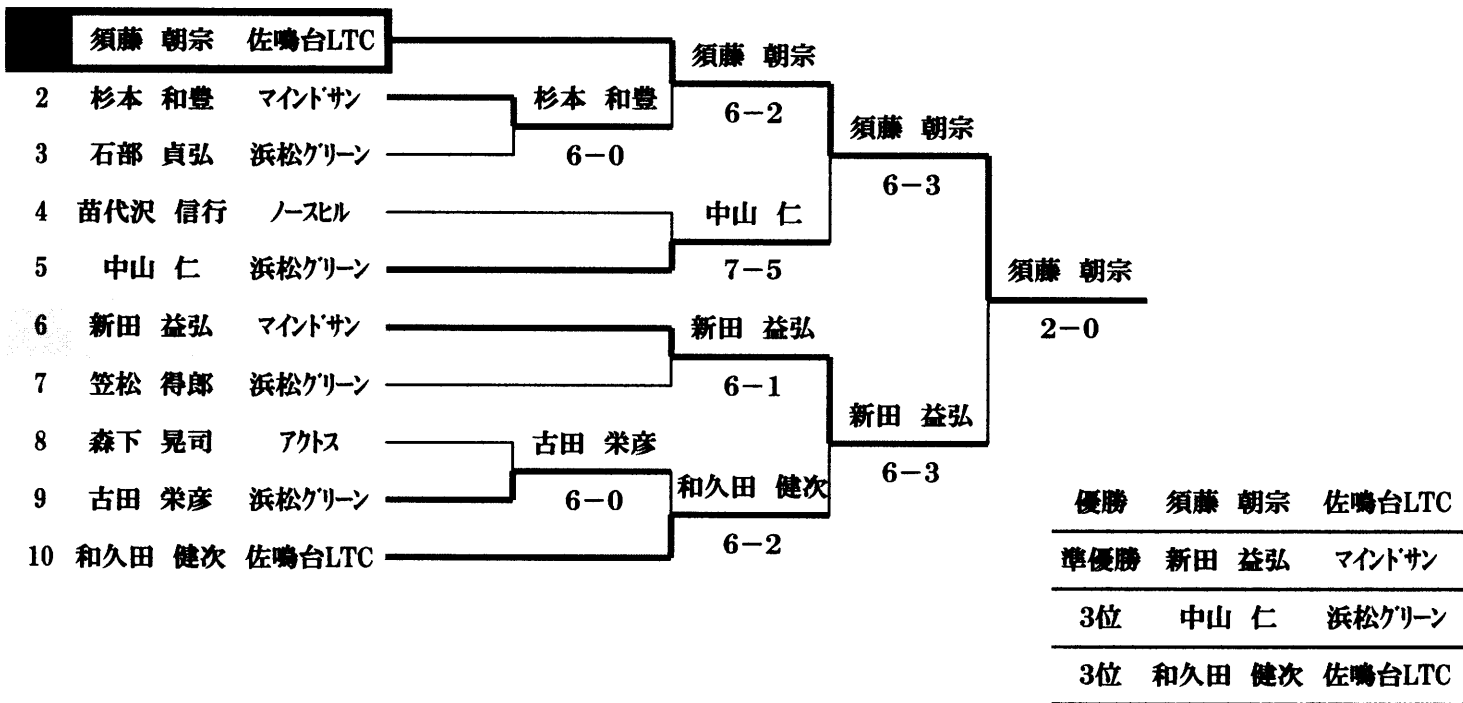 須藤 朝宗 佐鳴台LTC
須藤 朝宗
2 杉本 和豊 マインドサン
杉本 和豊
6-2
須藤 朝宗
3 石部 貞弘 浜松グリーン
6-0
6-3
4 苗代沢 信行 ノースヒル
中山 仁
5 中山 仁 浜松グリーン
7-5
須藤 朝宗
6 新田 益弘 マインドサン
新田 益弘
2-0
7 笠松 得郎 浜松グリーン
6-1
新田 益弘
8 森下 晃司 アクトス
古田 栄彦
6-3
9 古田 栄彦 浜松グリーン
6-0
和久田 健次
10 和久田 健次 佐鳴台LTC
6-2
優勝 須藤 朝宗 佐鳴台LTC
準優勝 新田 益弘 マインドサン
3位 中山 仁 浜松グリーン
3位 和久田 健次 佐鳴台LTC